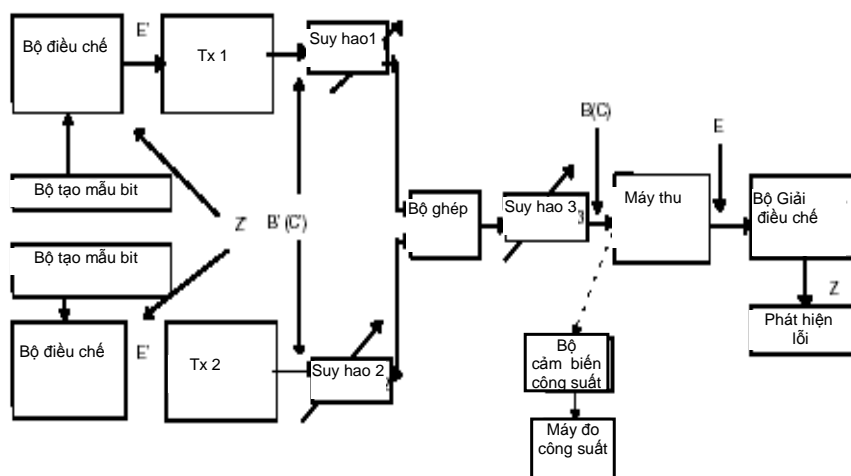 Bộ điều chế
E'
Tx 1
Suy hao1
Bộ tạo mẫu bit
Z'
B' (C')
Bộ tạo mẫu bit
Bộ điều chế
E'
Tx 2
Suy hao 2
Bộ ghép
Suy hao 3
3
B(C)
Máy thu
E
Bộ Giải
điều chế
Z
Phát hiện
lỗi
Bộ
cảm biến
công suất
Máy đo
công suất